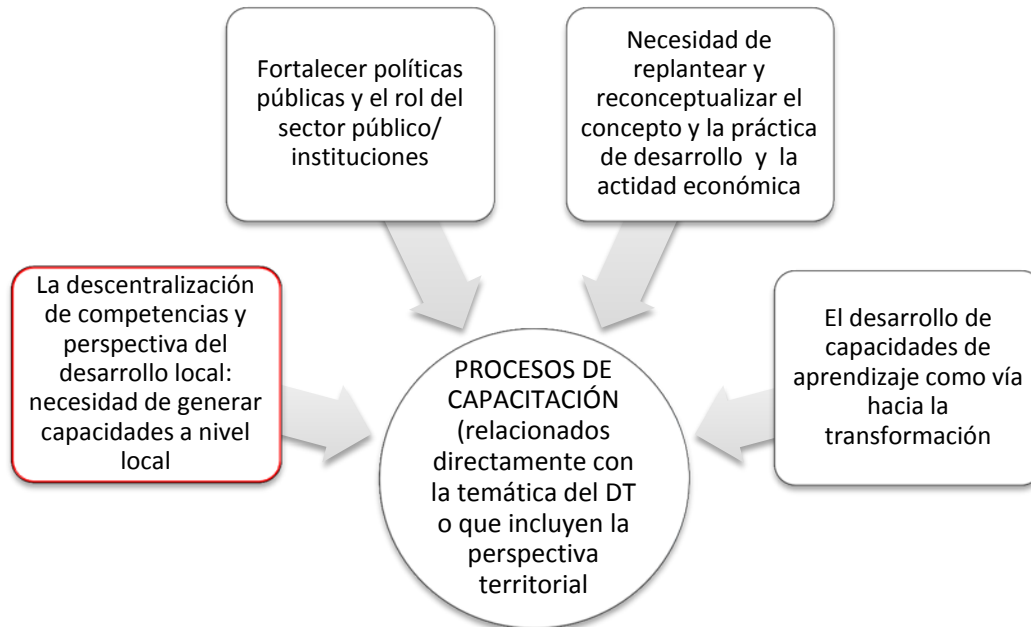 Fortalecer políticas
públicas y el rol del
sector público/
instituciones
Necesidad de
replantear y
reconceptualizar el
concepto y la práctica
de desarrollo y la
actidad económica
La descentralización
de competencias y
perspectiva del
desarrollo local:
necesidad de generar
capacidades a nivel
local
El desarrollo de
capacidades de
aprendizaje como vía
hacia la
transformación
PROCESOS DE
CAPACITACIÓN
(relacionados
directamente con
la temática del DT
o que incluyen la
perspectiva
territorial